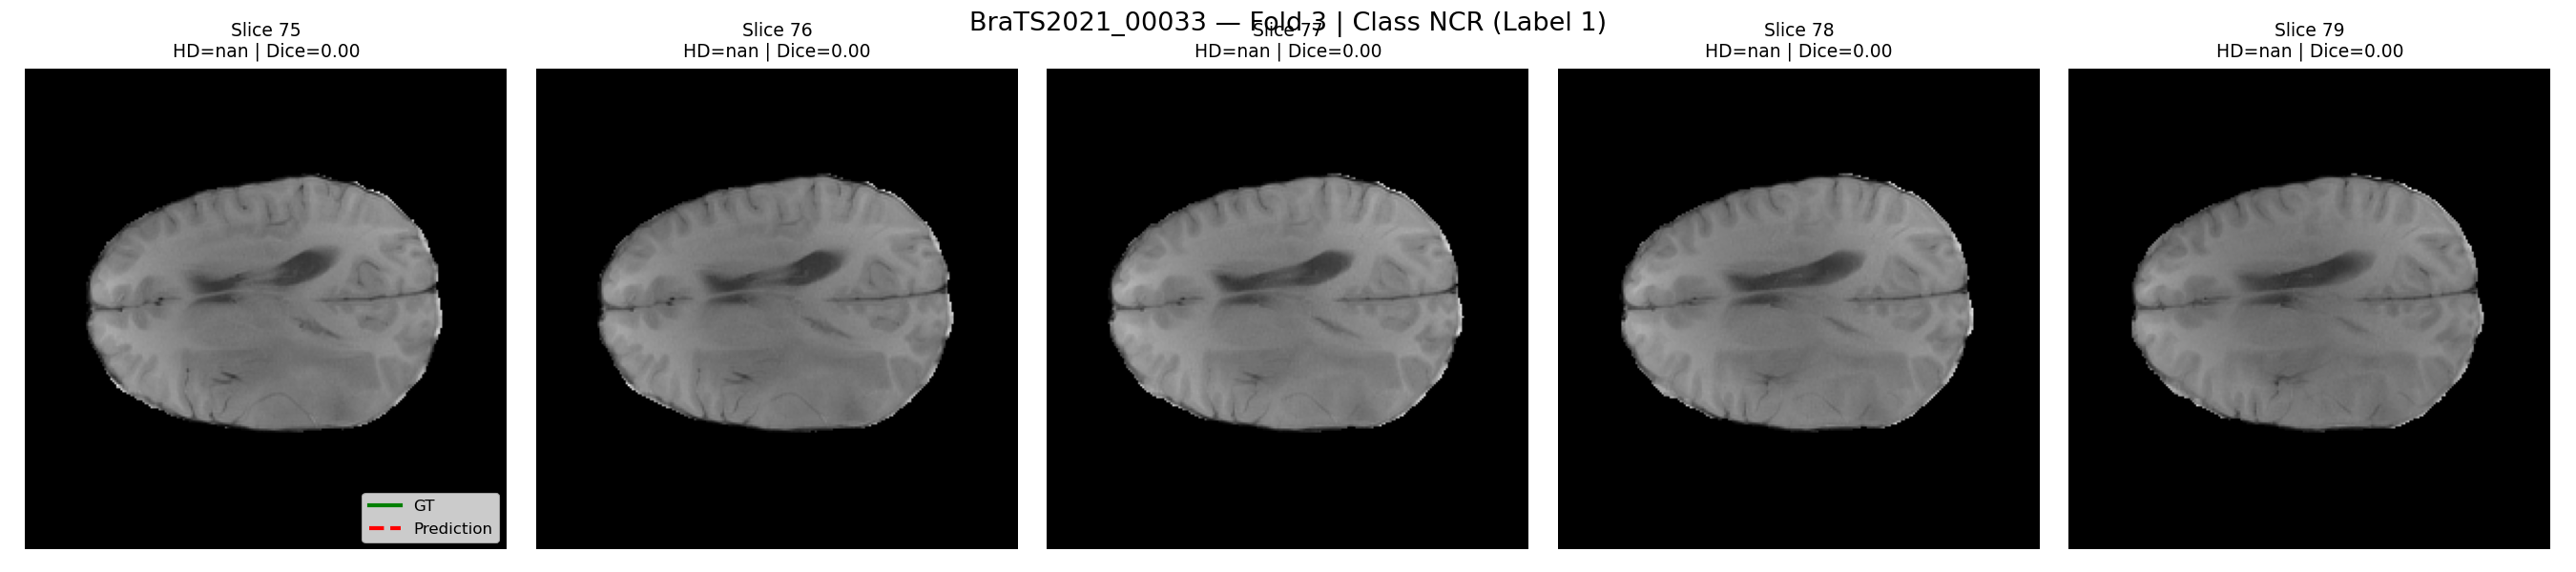 BraTS2021_00033 — Fold 3 | Class NCR (Label 1)
Slice 75
HD=nan | Dice=0.00
Slice 76
HD=nan | Dice=0.00
Slice 77
HD=nan | Dice=0.00
Slice 78
HD=nan | Dice=0.00
Slice 79
HD=nan | Dice=0.00
GT
Prediction